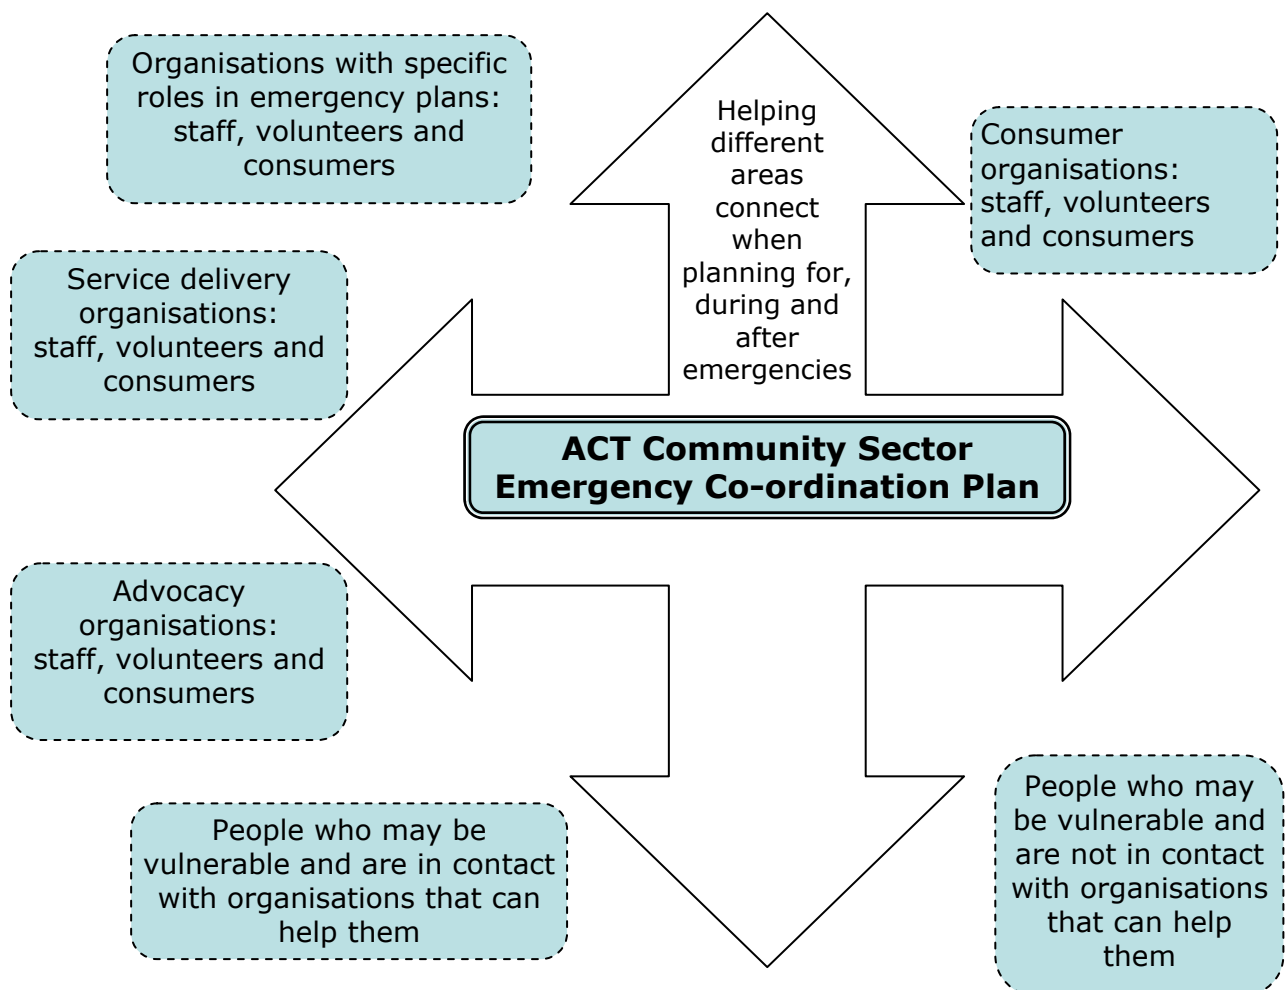 Organisations with specific
roles in emergency plans:
staff, volunteers and
consumers
Helping
different
areas
connect
when
planning for,
during and
after
emergencies
Consumer
organisations:
staff, volunteers
and consumers
Service delivery
organisations:
staff, volunteers and
consumers
ACT Community Sector
Emergency Co-ordination Plan
Advocacy
organisations:
staff, volunteers and
consumers
People who may be
vulnerable and are in contact
with organisations that can
help them
People who may
be vulnerable and
are not in contact
with organisations
that can help
them